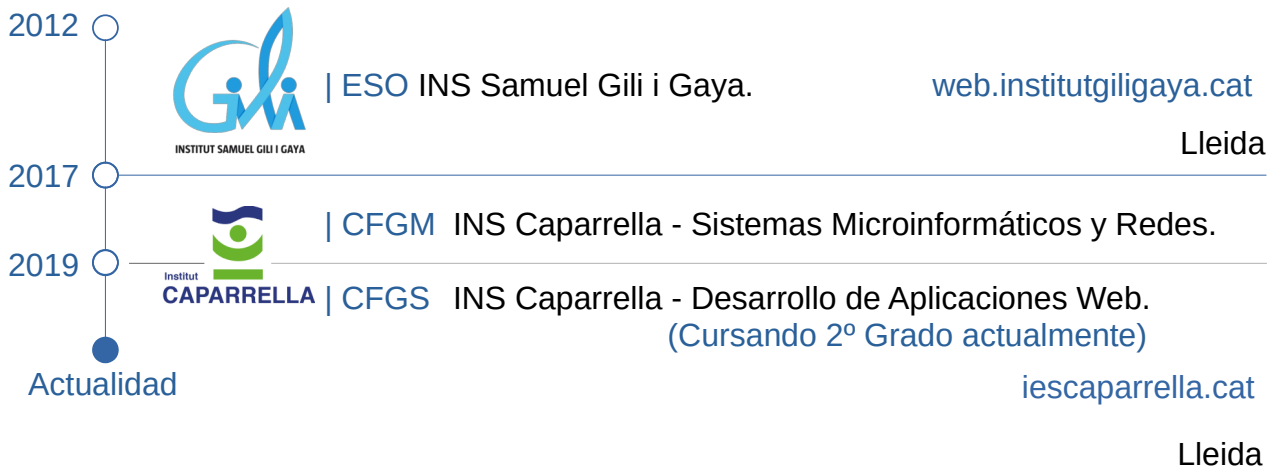 2012
Gili
INSTITUT SAMUEL GILI I GAYA
| ESO INS Samuel Gili i Gaya. web.institutgiligaya.cat
Lleida
2017
| CFGM INS Caparrella - Sistemas Microinformáticos y Redes.
2019
Institut
CAPARRELLA
| CFGS INS Caparrella - Desarrollo de Aplicaciones Web.
(Cursando 2º Grado actualmente)
Actualidad
iescaparrella.cat
Lleida